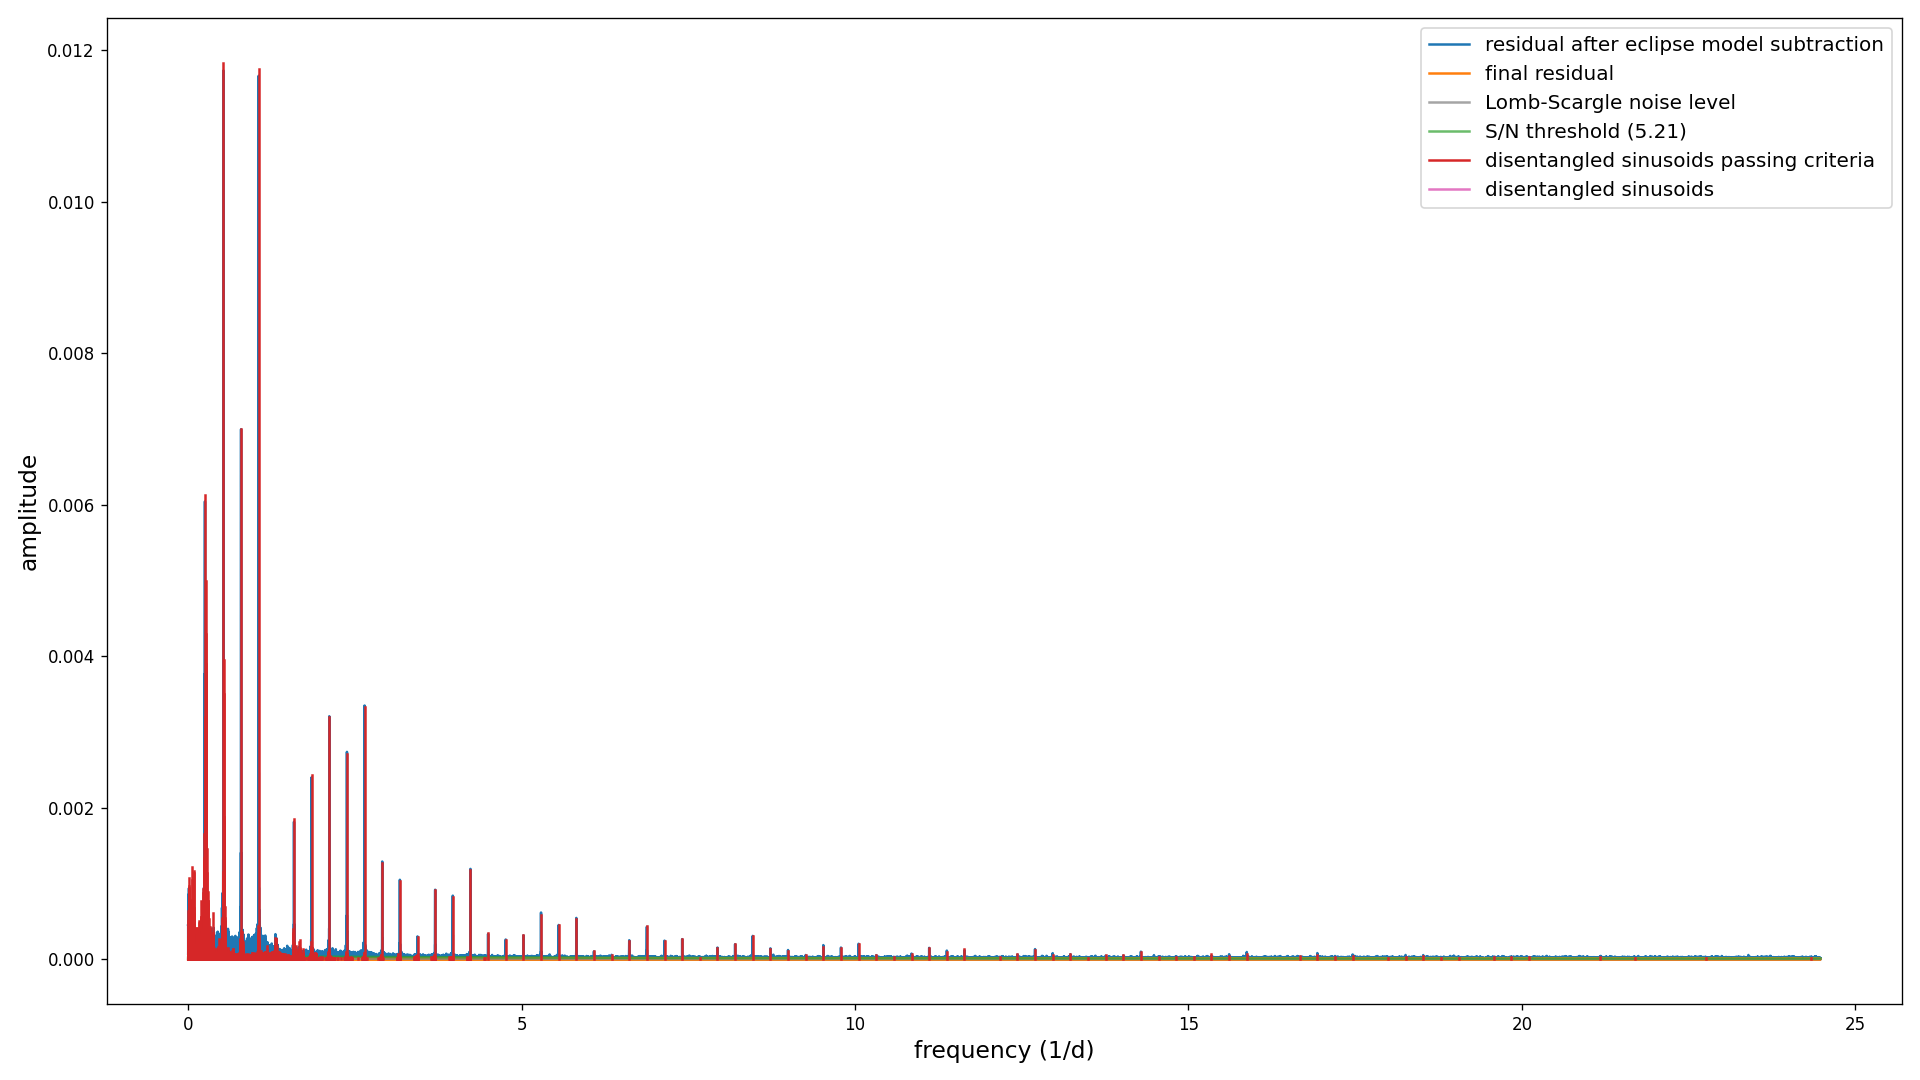 residual after eclipse model subtraction
final residual
Lomb-Scargle noise level
S/N threshold (5.21)
disentangled sinusoids passing criteria
disentangled sinusoids
amplitude
0.012
0.010
0.008
0.006
0.004
0.002
0.000
0 5 10 15 20 25
frequency (1/d)